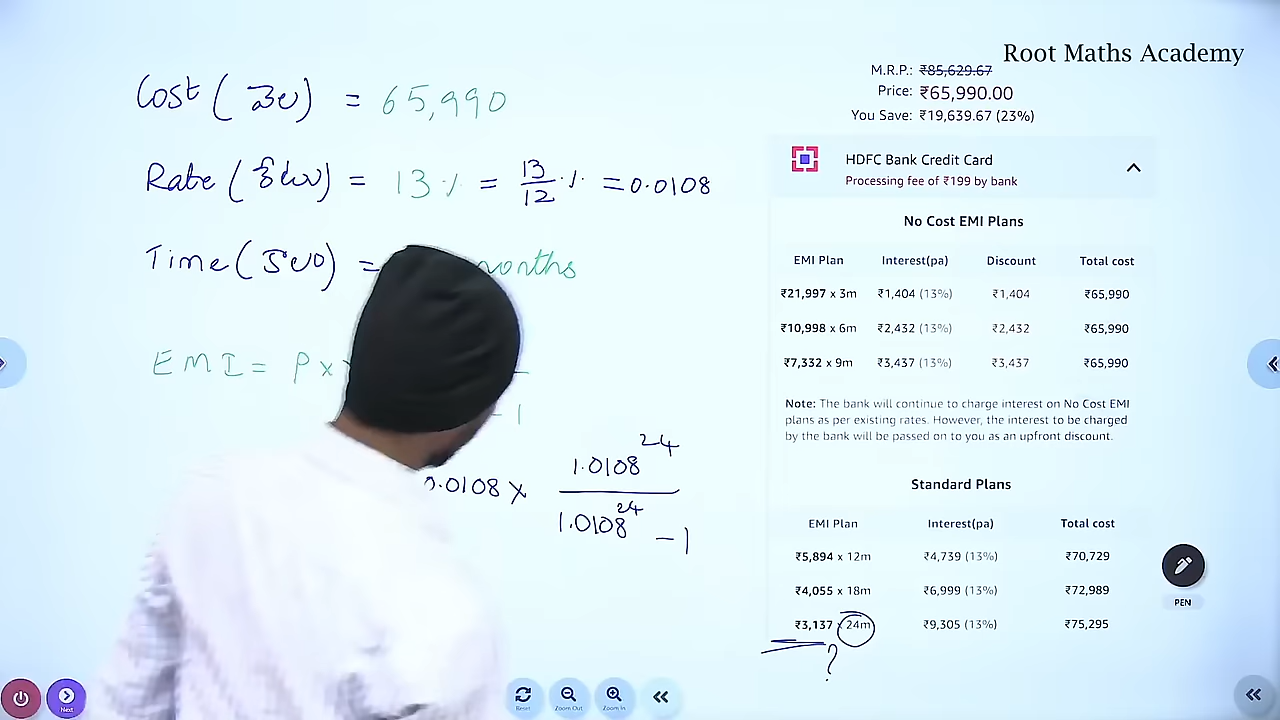 Root Maths Academy
Cost ( ) = 65,990
Rate ( ) = 13% = 13/12 % = 0.0108
Time ( ) = months
EMI = P ×
- 1
0.0108 × 1.0108^24
1.0108^24 - 1
M.R.P.: ₹85,629.67
Price: ₹65,990.00
You Save: ₹19,639.67 (23%)
HDFC Bank Credit Card
Processing fee of ₹199 by bank
No Cost EMI Plans
EMI Plan Interest(pa) Discount Total cost
₹21,997 x 3m ₹1,404 (13%) ₹1,404 ₹65,990
₹10,998 x 6m ₹2,432 (13%) ₹2,432 ₹65,990
₹7,332 x 9m ₹3,437 (13%) ₹3,437 ₹65,990
Note: The bank will continue to charge interest on No Cost EMI
plans as per existing rates. However, the interest to be charged
by the bank will be passed on to you as an upfront discount.
Standard Plans
EMI Plan Interest(pa) Total cost
₹5,894 x 12m ₹4,739 (13%) ₹70,729
₹4,055 x 18m ₹6,999 (13%) ₹72,989
₹3,137 x 24m ₹9,305 (13%) ₹75,295
?
PEN
Next
Reset Zoom Out Zoom In